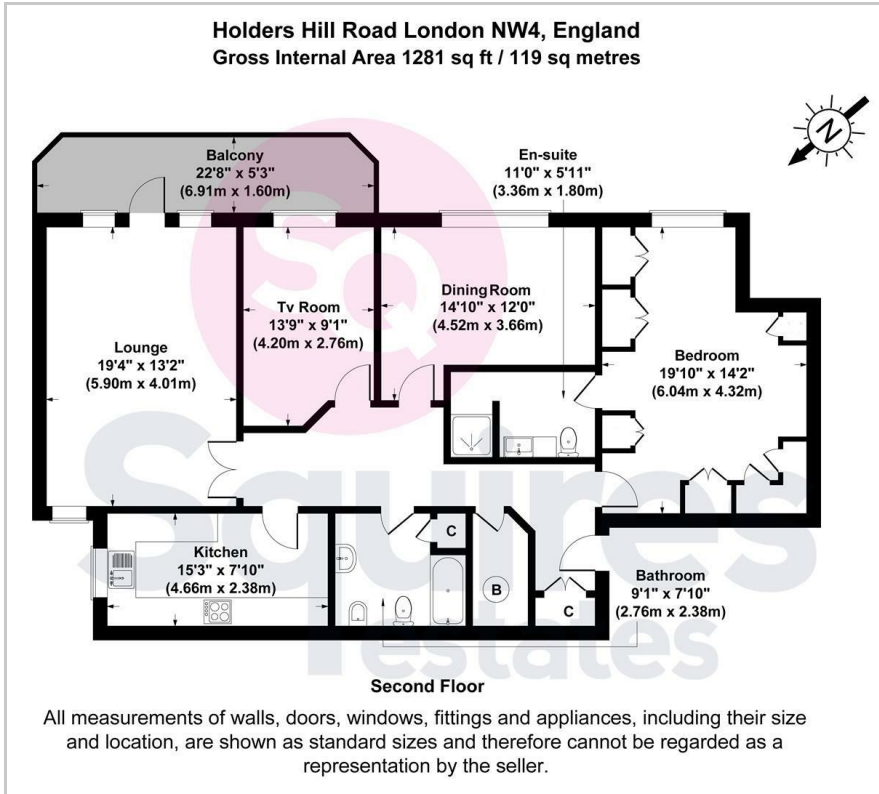 Holders Hill Road London NW4, England
Gross Internal Area 1281 sq ft / 119 sq metres
N
Balcony
22'8" x 5'3"
(6.91m x 1.60m)
En-suite
11'0" x 5'11"
(3.36m x 1.80m)
Lounge
19'4" x 13'2"
(5.90m x 4.01m)
Tv Room
13'9" x 9'1"
(4.20m x 2.76m)
Dining Room
14'10" x 12'0"
(4.52m x 3.66m)
Bedroom
19'10" x 14'2"
(6.04m x 4.32m)
Kitchen
15'3" x 7'10"
(4.66m x 2.38m)
C
B
C
Bathroom
9'1" x 7'10"
(2.76m x 2.38m)
SQ
Squires
estates
Second Floor
All measurements of walls, doors, windows, fittings and appliances, including their size
and location, are shown as standard sizes and therefore cannot be regarded as a
representation by the seller.